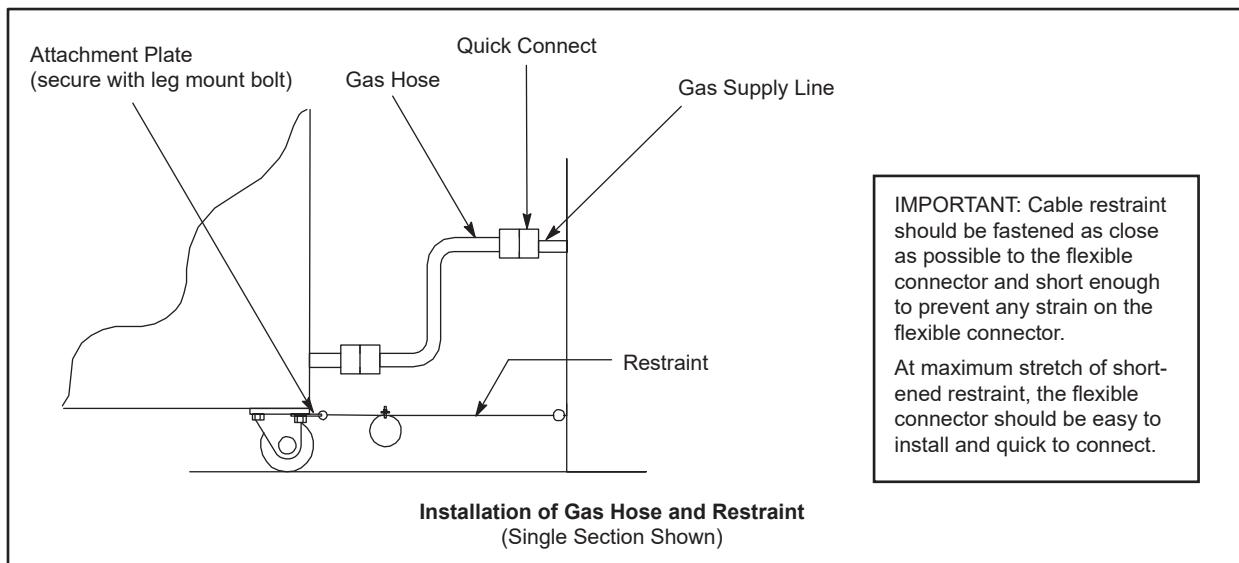 Attachment Plate
(secure with leg mount bolt)
Quick Connect
Gas Hose
Gas Supply Line
Restraint
IMPORTANT: Cable restraint
should be fastened as close
as possible to the flexible
connector and short enough
to prevent any strain on the
flexible connector.
At maximum stretch of short-
ened restraint, the flexible
connector should be easy to
install and quick to connect.
Installation of Gas Hose and Restraint
(Single Section Shown)